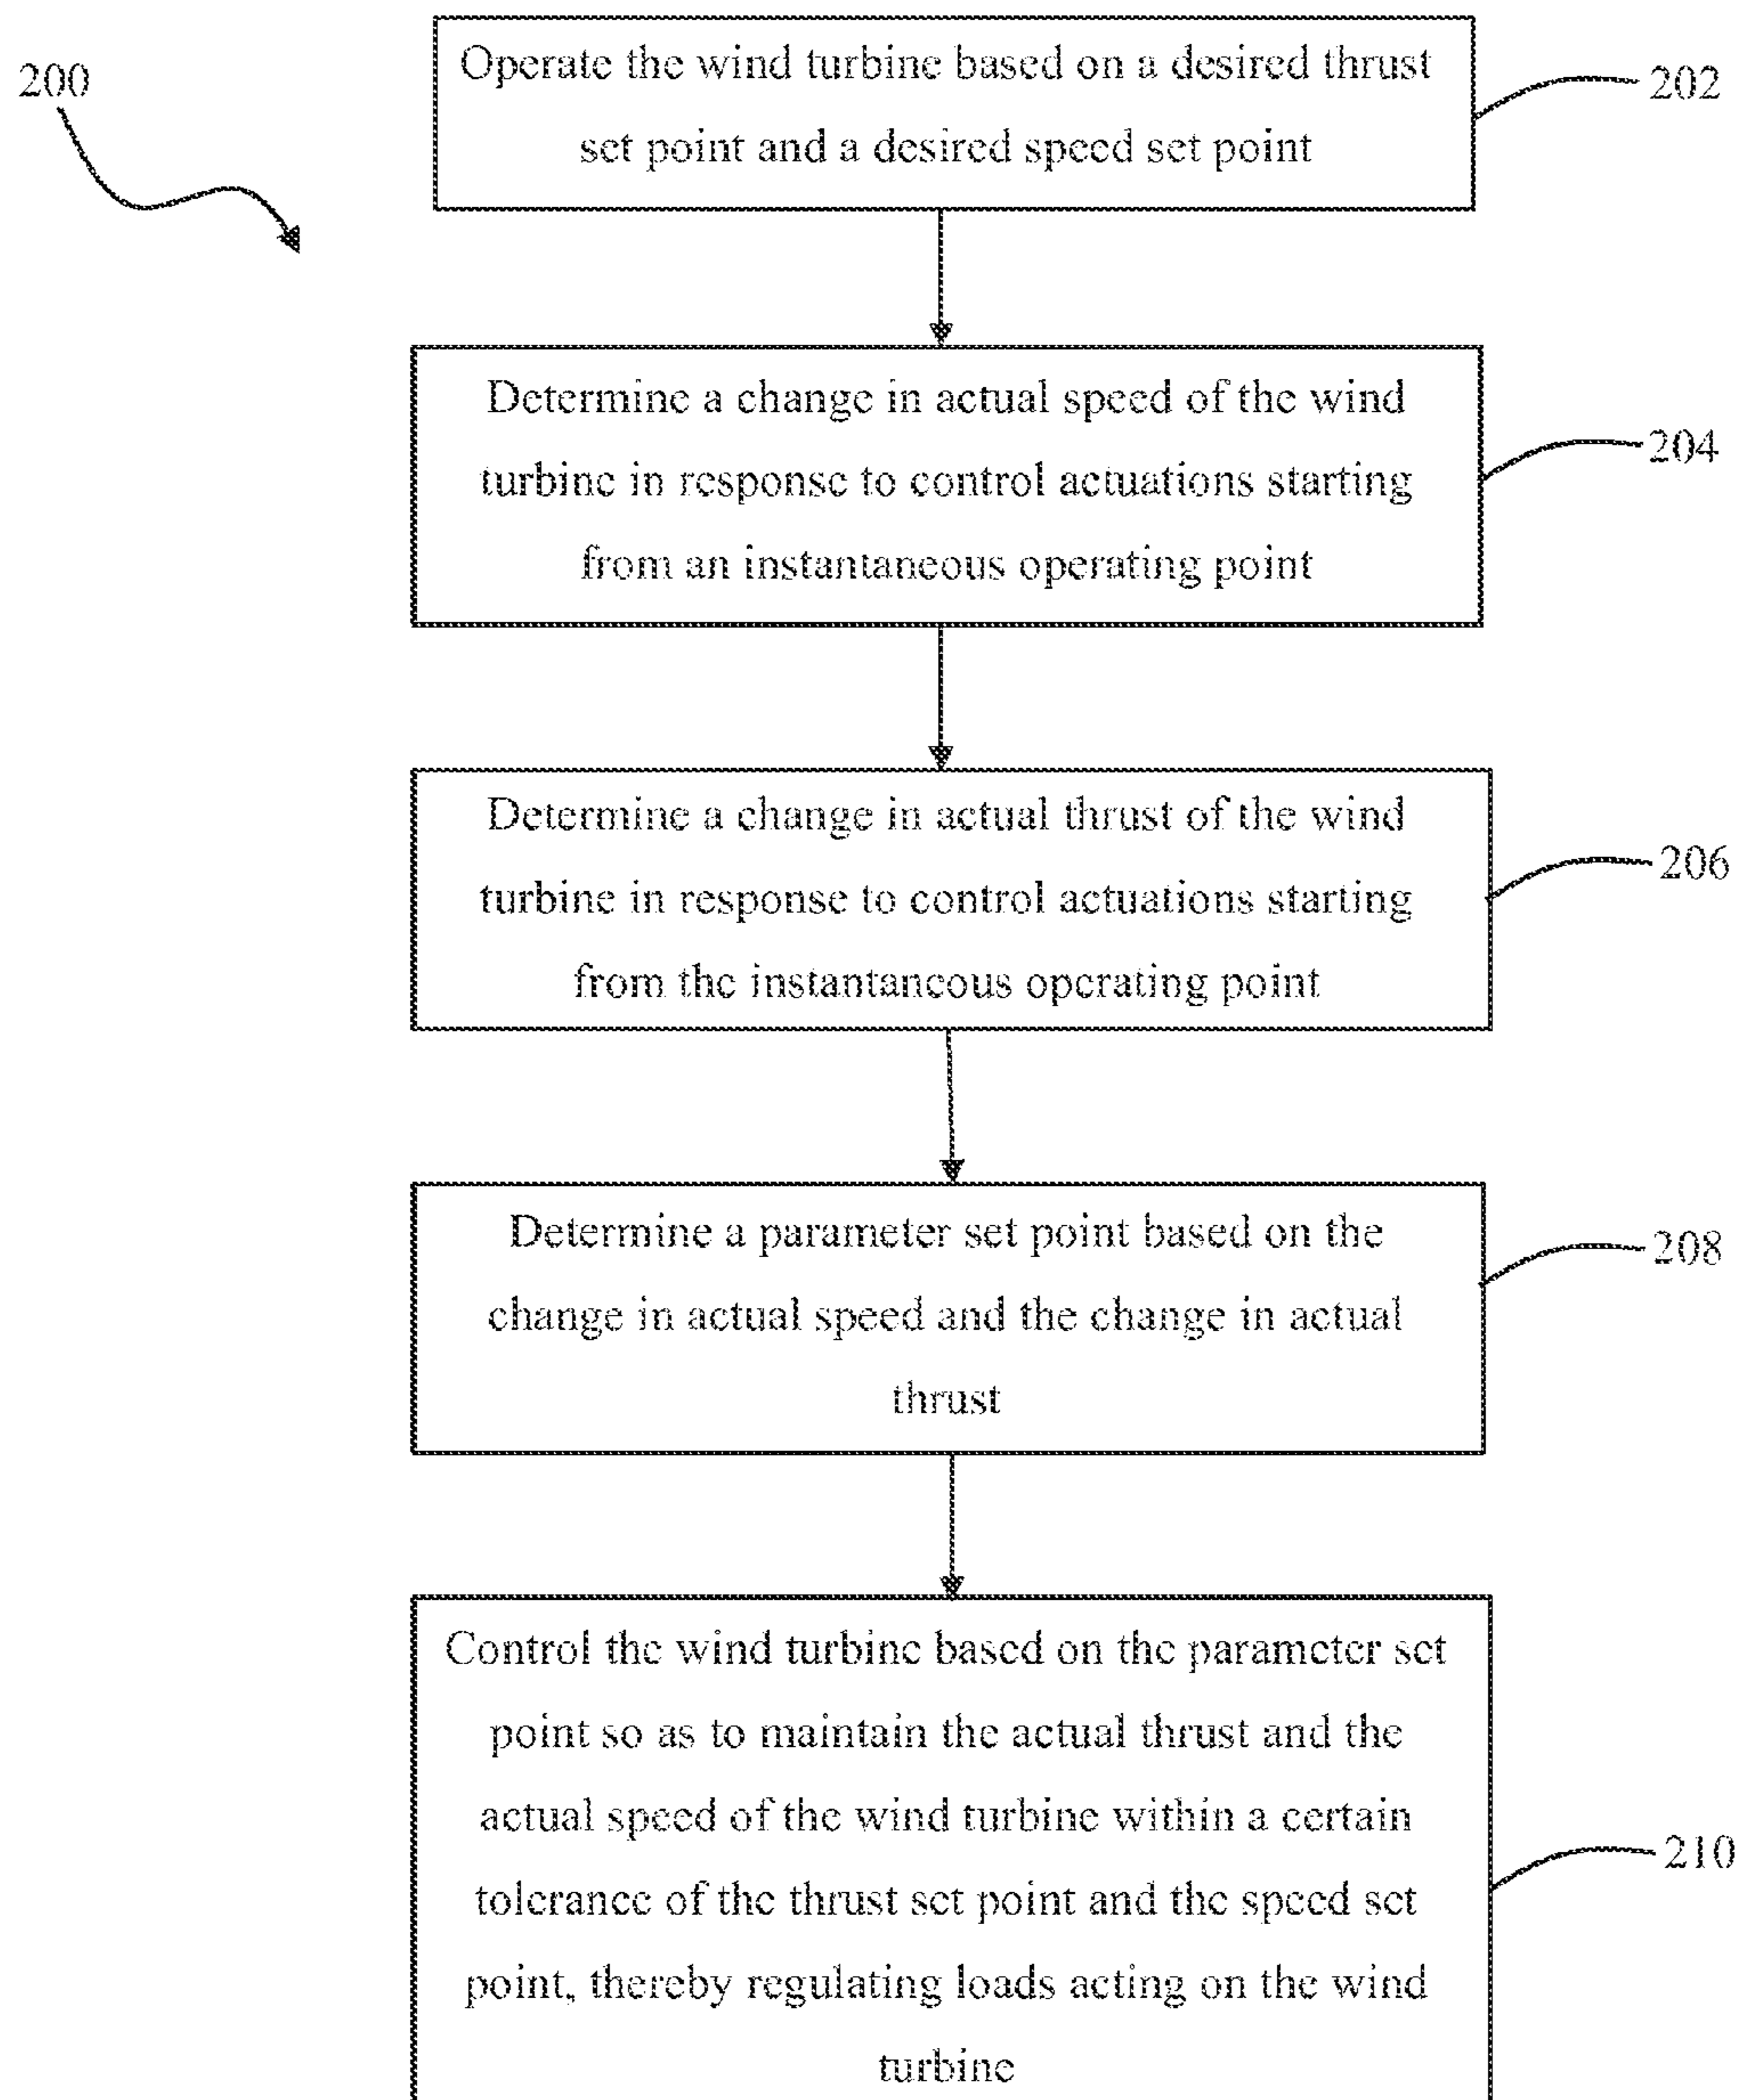 200
Operate the wind turbine based on a desired thrust
set point and a desired speed set point
202
Determine a change in actual speed of the wind
turbine in response to control actuations starting
from an instantaneous operating point
204
Determine a change in actual thrust of the wind
turbine in response to control actuations starting
from the instantaneous operating point
206
Determine a parameter set point based on the
change in actual speed and the change in actual
thrust
208
Control the wind turbine based on the parameter set
point so as to maintain the actual thrust and the
actual speed of the wind turbine within a certain
tolerance of the thrust set point and the speed set
point, thereby regulating loads acting on the wind
turbine
210